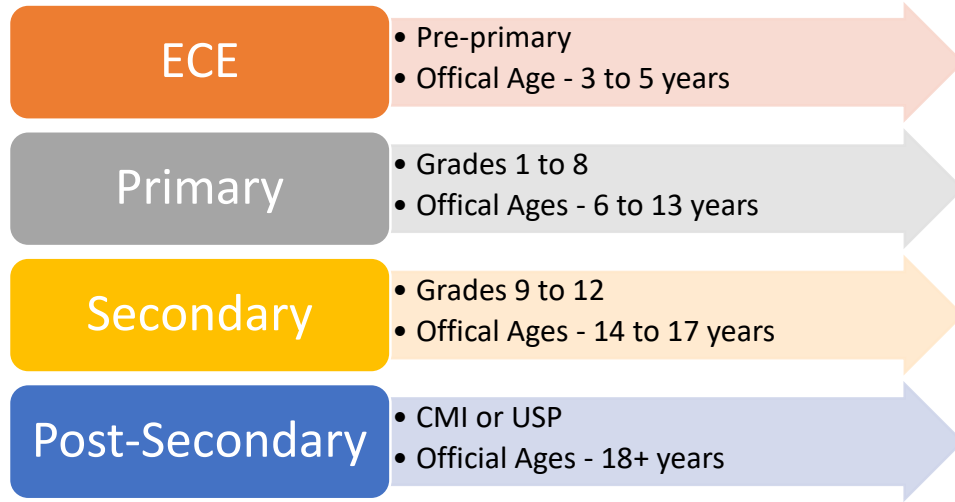 ECE
• Pre-primary
• Offical Age - 3 to 5 years
Primary
• Grades 1 to 8
• Offical Ages - 6 to 13 years
Secondary
• Grades 9 to 12
• Offical Ages - 14 to 17 years
Post-Secondary
• CMI or USP
• Official Ages - 18+ years